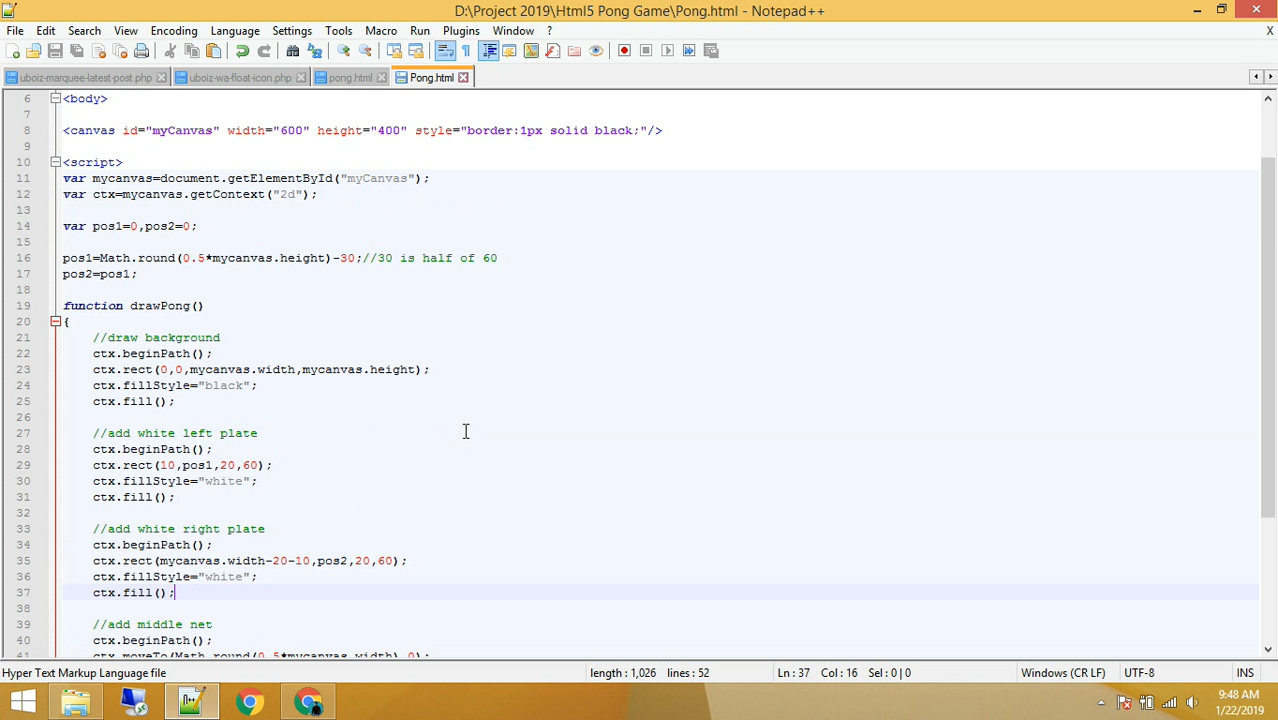 D:\Project 2019\Html5 Pong Game\Pong.html - Notepad++
File Edit Search View Encoding Language Settings Tools Macro Run Plugins Window ? X
uboiz-marquee-latest-post.php uboiz-wa-float-icon.php pong.html Pong.html
6 <body>
7
8 <canvas id="myCanvas" width="600" height="400" style="border:1px solid black;"/>
9
10 <script>
11 var mycanvas=document.getElementById("myCanvas");
12 var ctx=mycanvas.getContext("2d");
13
14 var pos1=0,pos2=0;
15
16 pos1=Math.round(0.5*mycanvas.height)-30;//30 is half of 60
17 pos2=pos1;
18
19 function drawPong()
20 {
21 //draw background
22 ctx.beginPath();
23 ctx.rect(0,0,mycanvas.width,mycanvas.height);
24 ctx.fillStyle="black";
25 ctx.fill();
26
27 //add white left plate
28 ctx.beginPath();
29 ctx.rect(10,pos1,20,60);
30 ctx.fillStyle="white";
31 ctx.fill();
32
33 //add white right plate
34 ctx.beginPath();
35 ctx.rect(mycanvas.width-20-10,pos2,20,60);
36 ctx.fillStyle="white";
37 ctx.fill();
38
39 //add middle net
40 ctx.beginPath();
41 ctx.moveTo(Math.round(0.5*mycanvas.width),0);
Hyper Text Markup Language file length : 1,026 lines : 52 Ln : 37 Col : 16 Sel : 0 | 0 Windows (CR LF) UTF-8 INS
9:48 AM
1/22/2019